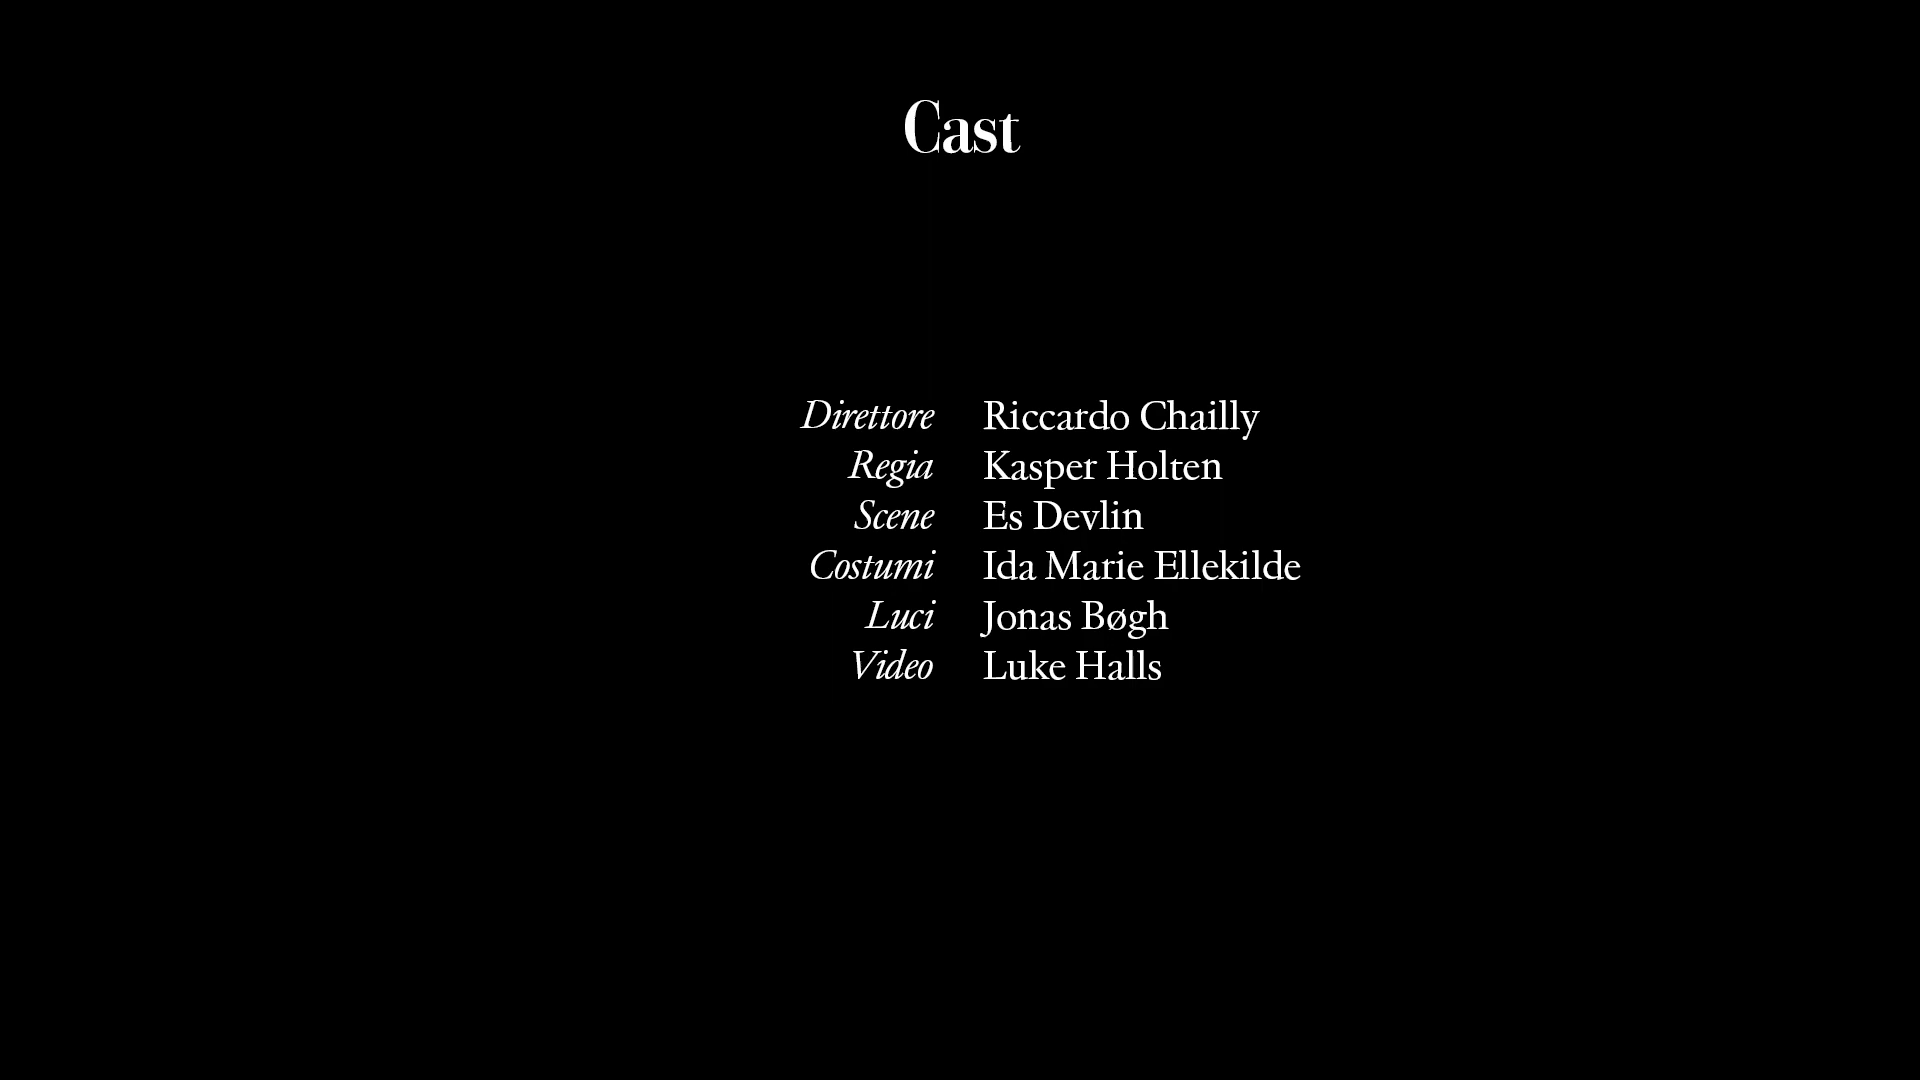 Cast
Direttore Riccardo Chailly
Regia Kasper Holten
Scene Es Devlin
Costumi Ida Marie Ellekilde
Luci Jonas Bøgh
Video Luke Halls